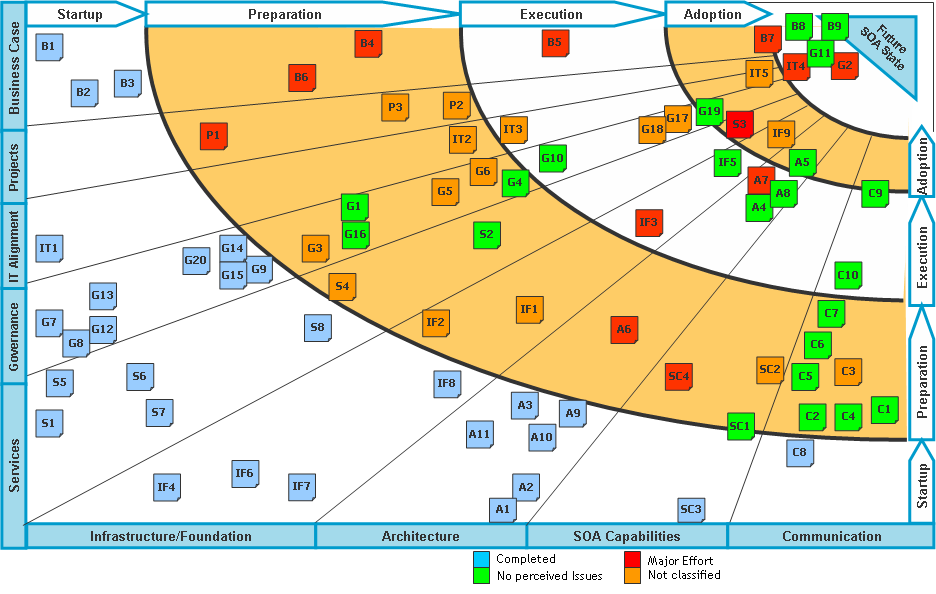 Startup
Preparation
Execution
Adoption
Future
SOA State
Business Case
Projects
IT Alignment
Governance
Services
B1
B2
B3
B4
B5
B6
B7
B8
B9
G11
IT4
G2
IT5
P3
P2
P1
IT2
IT3
G18
G17
G19
S3
IF9
G10
IF5
A5
G6
G4
G5
A7
A8
A4
C9
G1
G16
S2
IF3
IT1
G20
G14
G15
G9
G3
S4
C10
G13
G7
G12
G8
S8
IF2
IF1
A6
C7
C6
S5
S6
IF8
SC4
SC2
C5
C3
S1
S7
A3
A9
A11
A10
SC1
C2
C4
C1
C8
IF4
IF6
IF7
A2
A1
SC3
Adoption
Execution
Preparation
Startup
Infrastructure/Foundation
Architecture
SOA Capabilities
Communication
Completed
No perceived Issues
Major Effort
Not classified